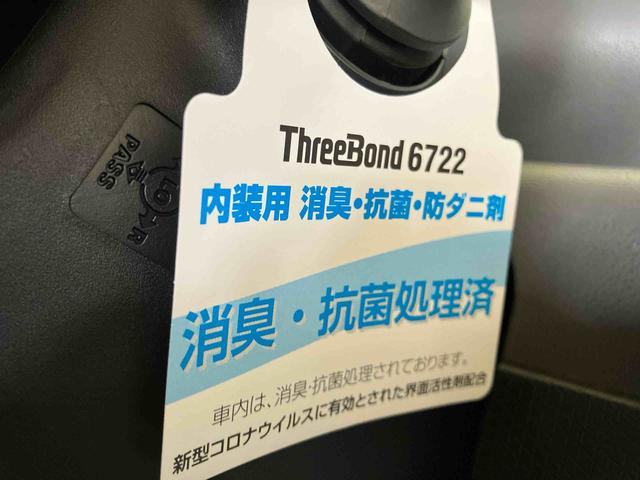 ThreeBond 6722
内装用 消臭・抗菌・防ダニ剤
消臭・抗菌処理済
車内は、消臭・抗菌処理されております。
新型コロナウイルスに有効とされた界面活性剤配合
PASS
LO
R